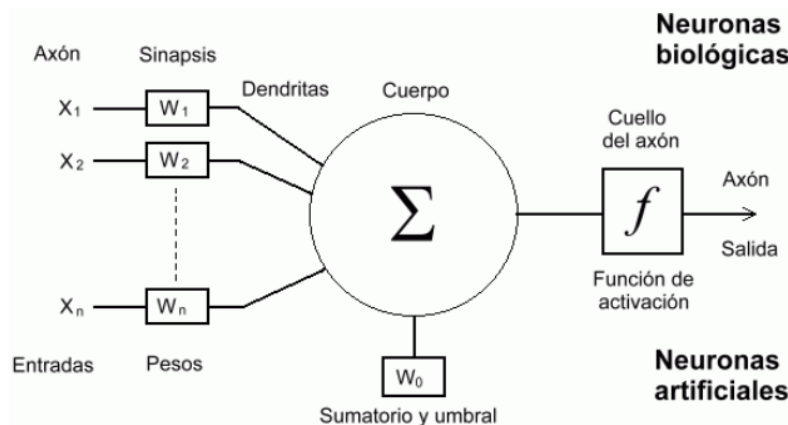 Neuronas
biológicas
Axón
Sinapsis
Dendritas
Cuerpo
Cuello
del axón
X1
W1
X2
W2
Σ
f
Axón
Salida
Xn
Wn
Función de
activación
Entradas
Pesos
W0
Sumatorio y umbral
Neuronas
artificiales